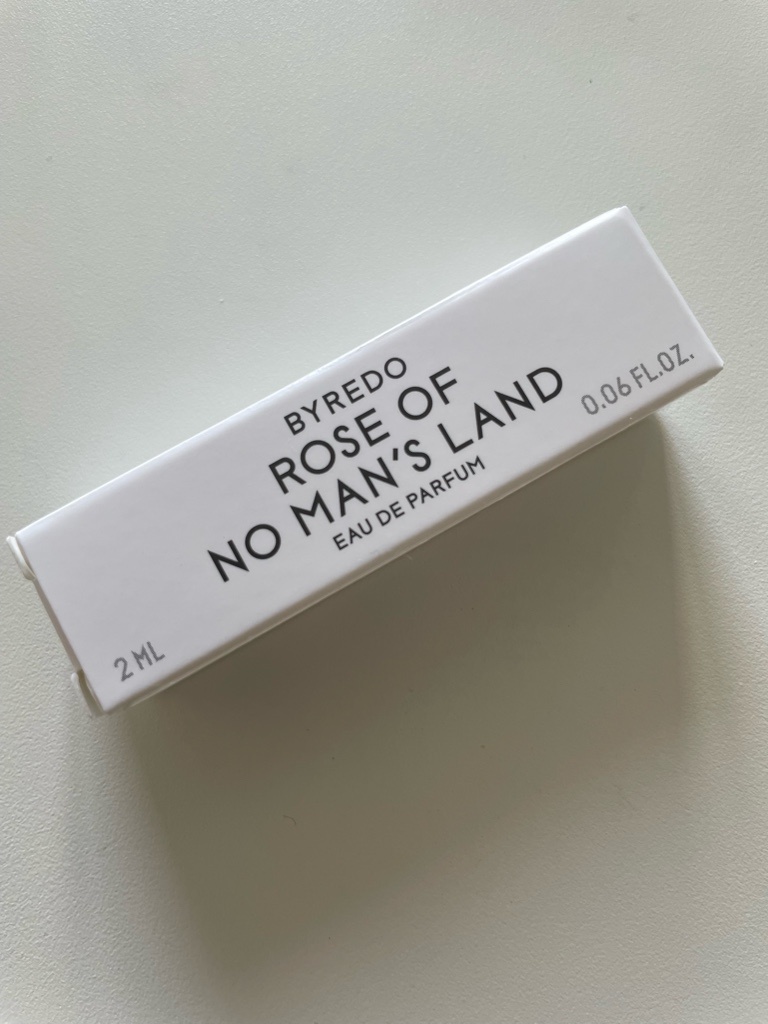 BYREDO
ROSE OF
NO MAN'S LAND
EAU DE PARFUM
2 ML
0.06 FL.OZ.